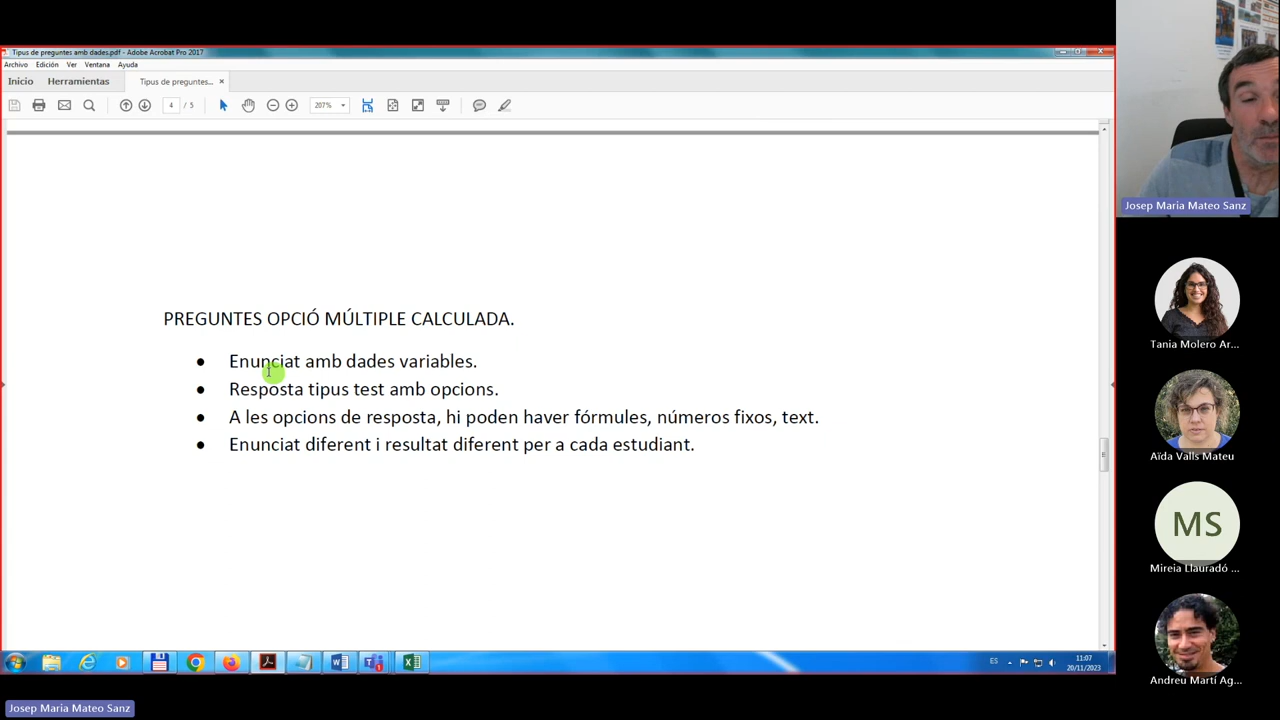 Tipus de preguntes amb dades.pdf - Adobe Acrobat Pro 2017
Archivo Edición Ver Ventana Ayuda
Inicio Herramientas Tipus de preguntes... ×
4 / 5 207%
PREGUNTES OPCIÓ MÚLTIPLE CALCULADA.
• Enunciat amb dades variables.
• Resposta tipus test amb opcions.
• A les opcions de resposta, hi poden haver fórmules, números fixos, text.
• Enunciat diferent i resultat diferent per a cada estudiant.
ES 11:07
20/11/2023
Josep Maria Mateo Sanz
Josep Maria Mateo Sanz
Tania Molero Ar...
Aïda Valls Mateu
MS
Mireia Llauradó ...
Andreu Martí Ag...